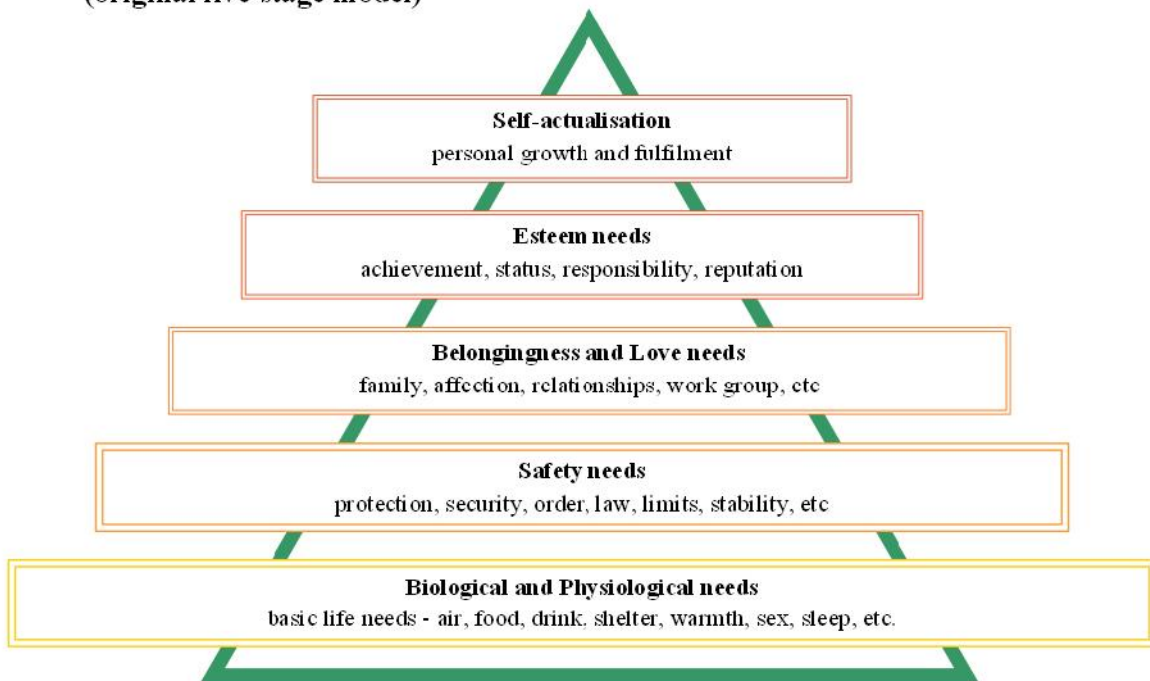 (original five-stage model)
Self-actualisation
personal growth and fulfilment
Esteem needs
achievement, status, responsibility, reputation
Belongingness and Love needs
family, affection, relationships, work group, etc
Safety needs
protection, security, order, law, limits, stability, etc
Biological and Physiological needs
basic life needs - air, food, drink, shelter, warmth, sex, sleep, etc.